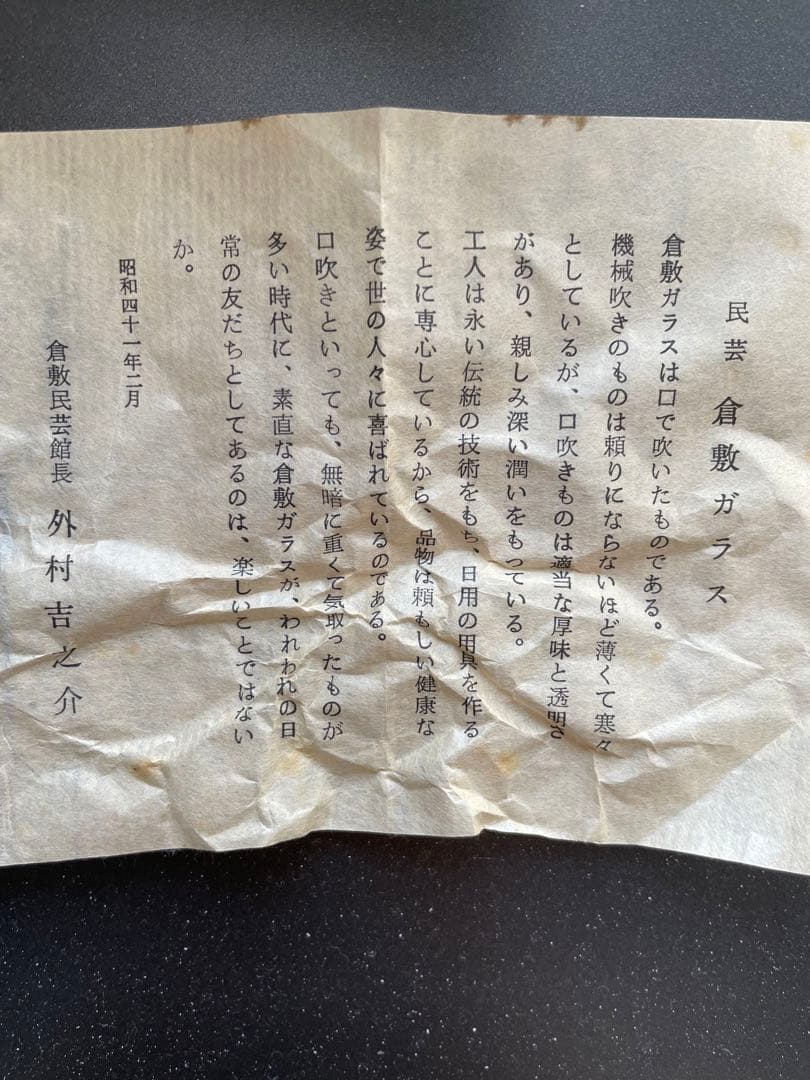 民芸 倉敷ガラス
倉敷ガラスは口で吹いたものである。
機械吹きのものは頼りにならないほど薄くて寒々
としているが、口吹きものは適当な厚味と透明さ
があり、親しみ深い潤いをもっている。
工人は永い伝統の技術をもち、日用の用具を作る
ことに専心しているから、品物は頼もしい健康な
姿で世の人々に喜ばれているのである。
口吹きといっても、無暗に重くて気取ったものが
多い時代に、素直な倉敷ガラスが、われわれの日
常の友だちとしてあるのは、楽しいことではない
か。
昭和四十一年二月
倉敷民芸館長 外村吉之介